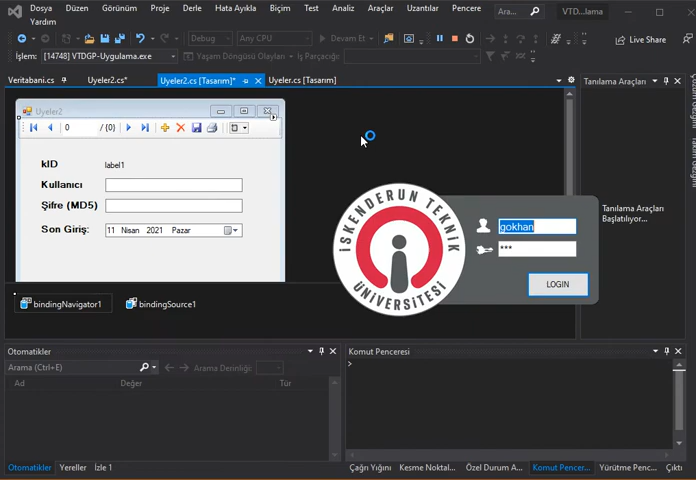 Dosya Düzen Görünüm Proje Derle Hata Ayıkla Biçim Test Analiz Araçlar Uzantılar Pencere Ara... VTD...lama
Yardım
Debug Any CPU Devam Et Live Share
İşlem: [14748] VTDGP-Uygulama.exe Yaşam Döngüsü Olayları İş Parçacığı:
Veritabani.cs Uyeler2.cs* Uyeler2.cs [Tasarım]* Uyeler.cs [Tasarım] Tanılama Araçları
Uyeler2
0 / {0}
kID label1
Kullanıcı
Şifre (MD5)
Son Giriş: 11 Nisan 2021 Pazar
İSKENDERUN TEKNİK
ÜNİVERSİTESİ
gokhan
***
LOGIN
Tanılama Araçları
Başlatılıyor...
bindingNavigator1 bindingSource1
Otomatikler
Arama (Ctrl+E) Arama Derinliği:
Ad Değer Tür
Komut Penceresi
>
Otomatikler Yereller İzle 1
Çağrı Yığını Kesme Noktal... Özel Durum A... Komut Pencer... Yürütme Penc... Çıktı